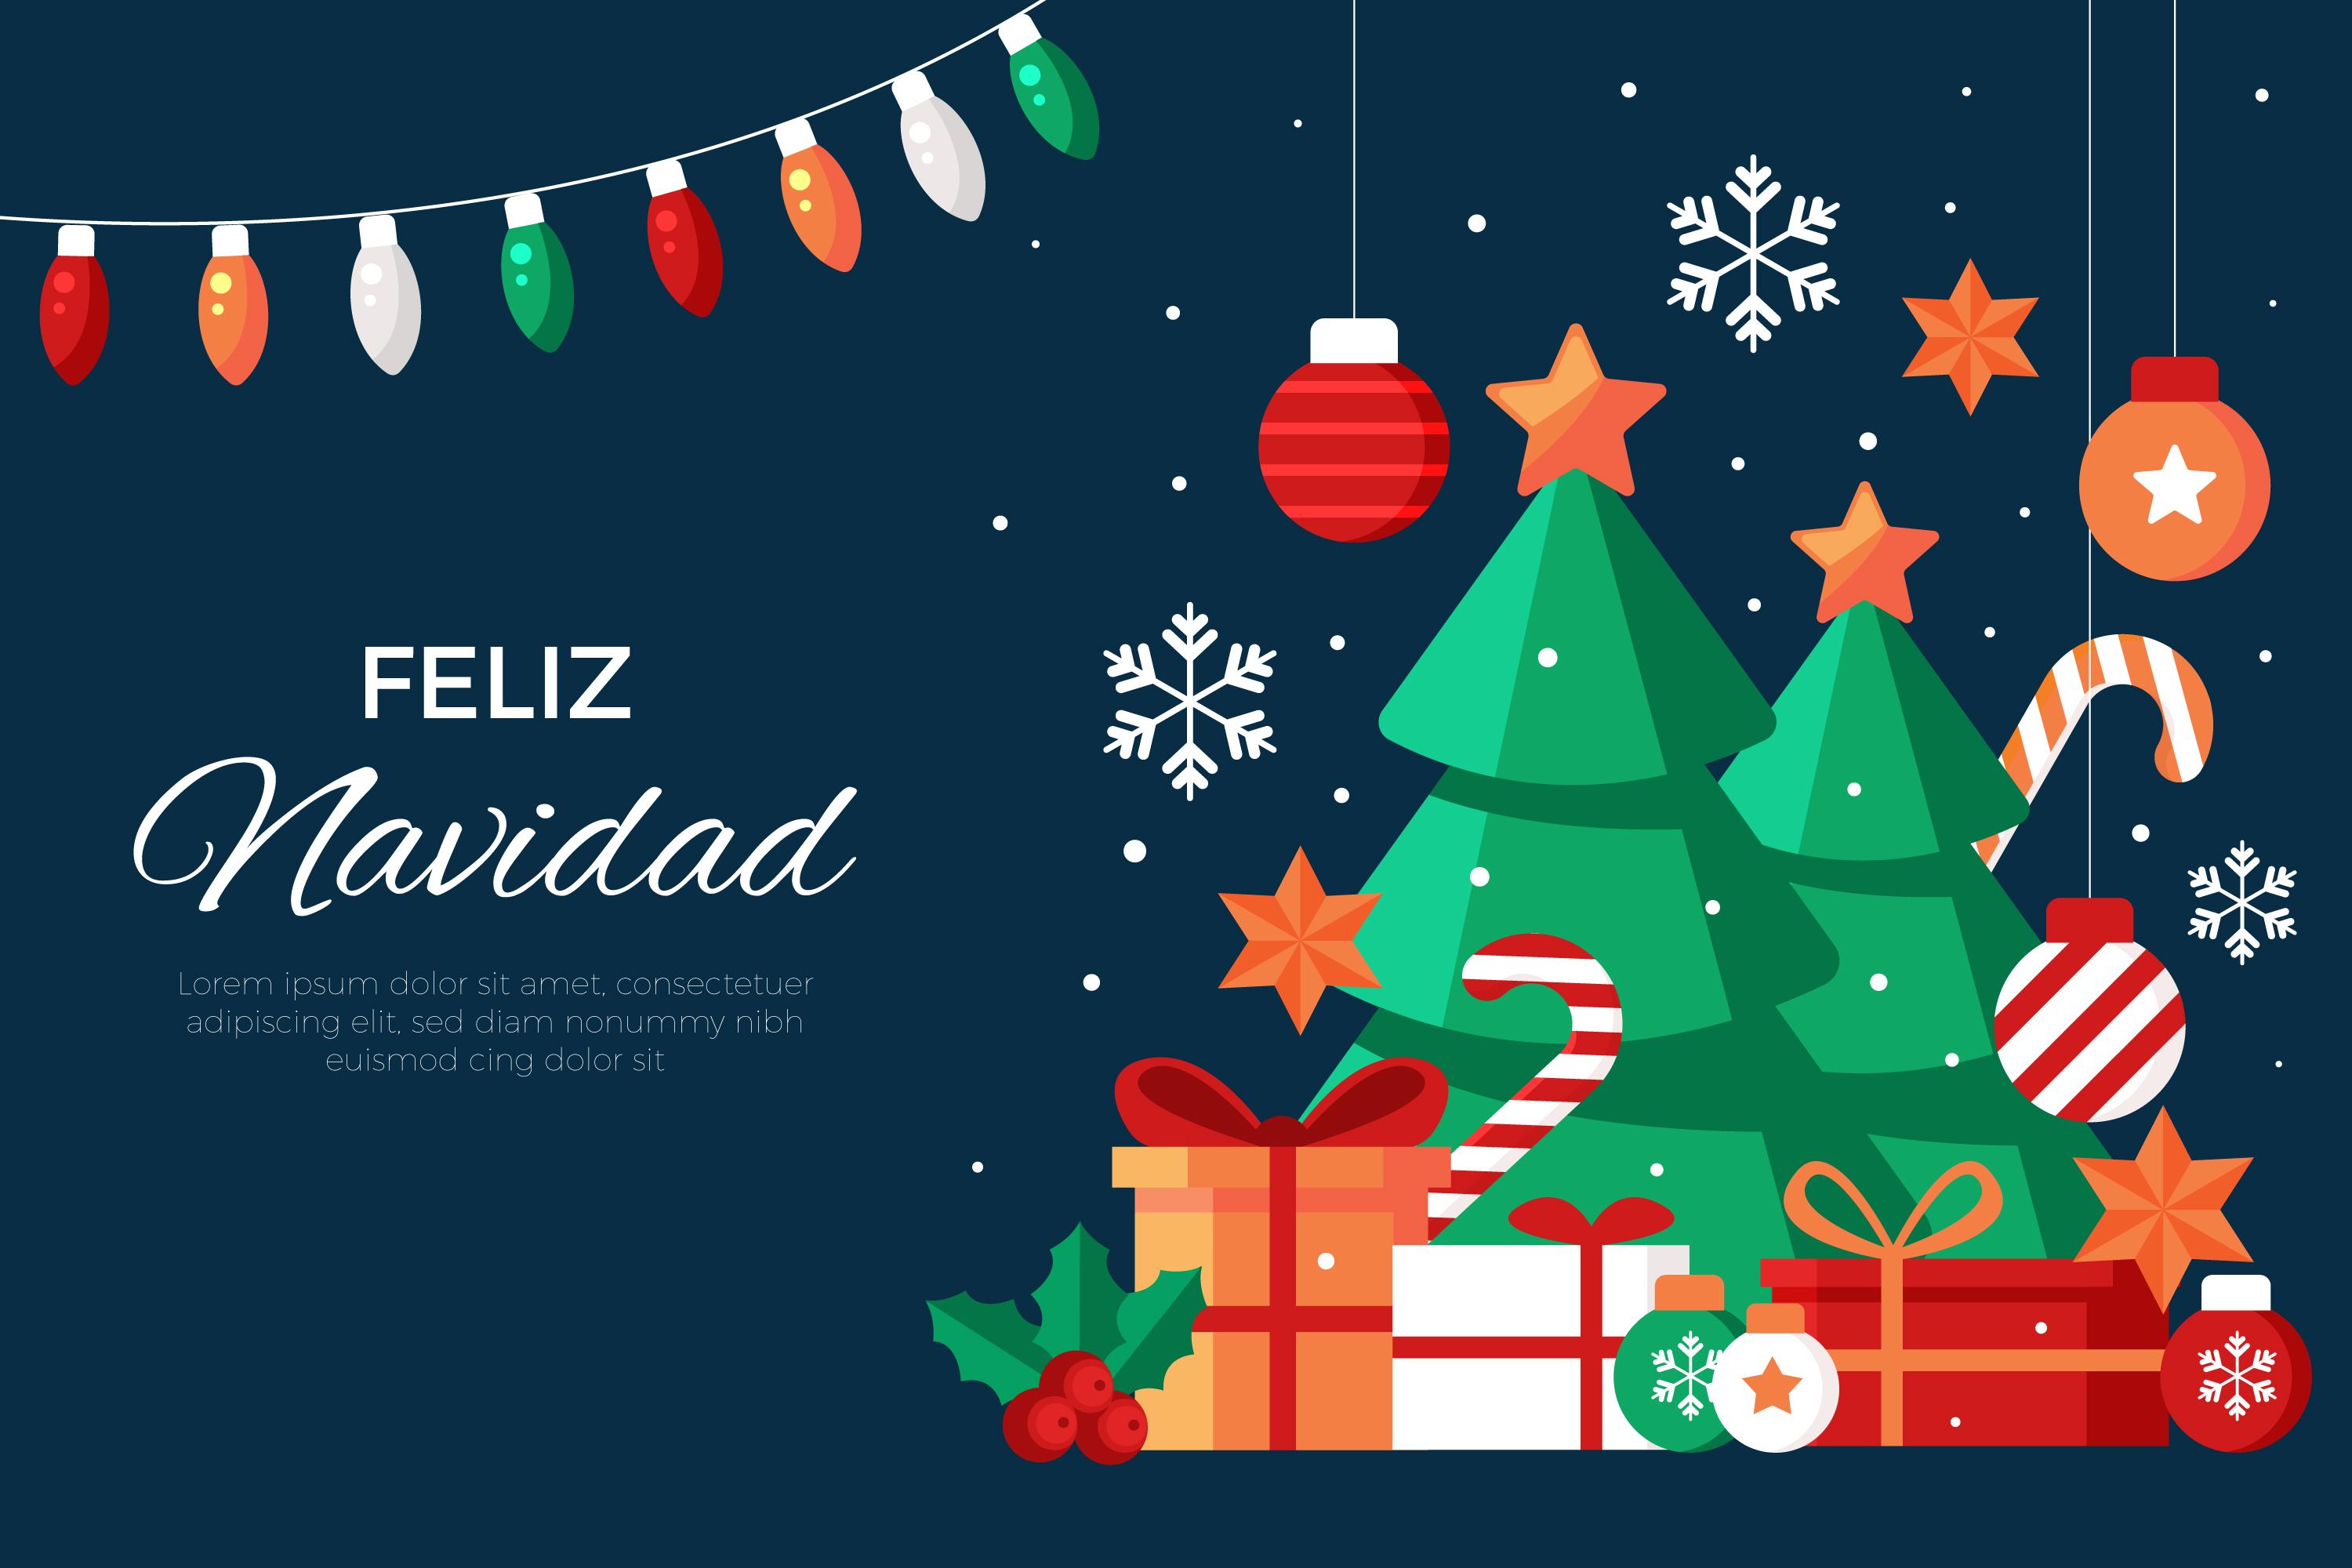 FELIZ
Navidad
Lorem ipsum dolor sit amet, consectetuer
adipiscing elit, sed diam nonummy nibh
euismod cing dolor sit